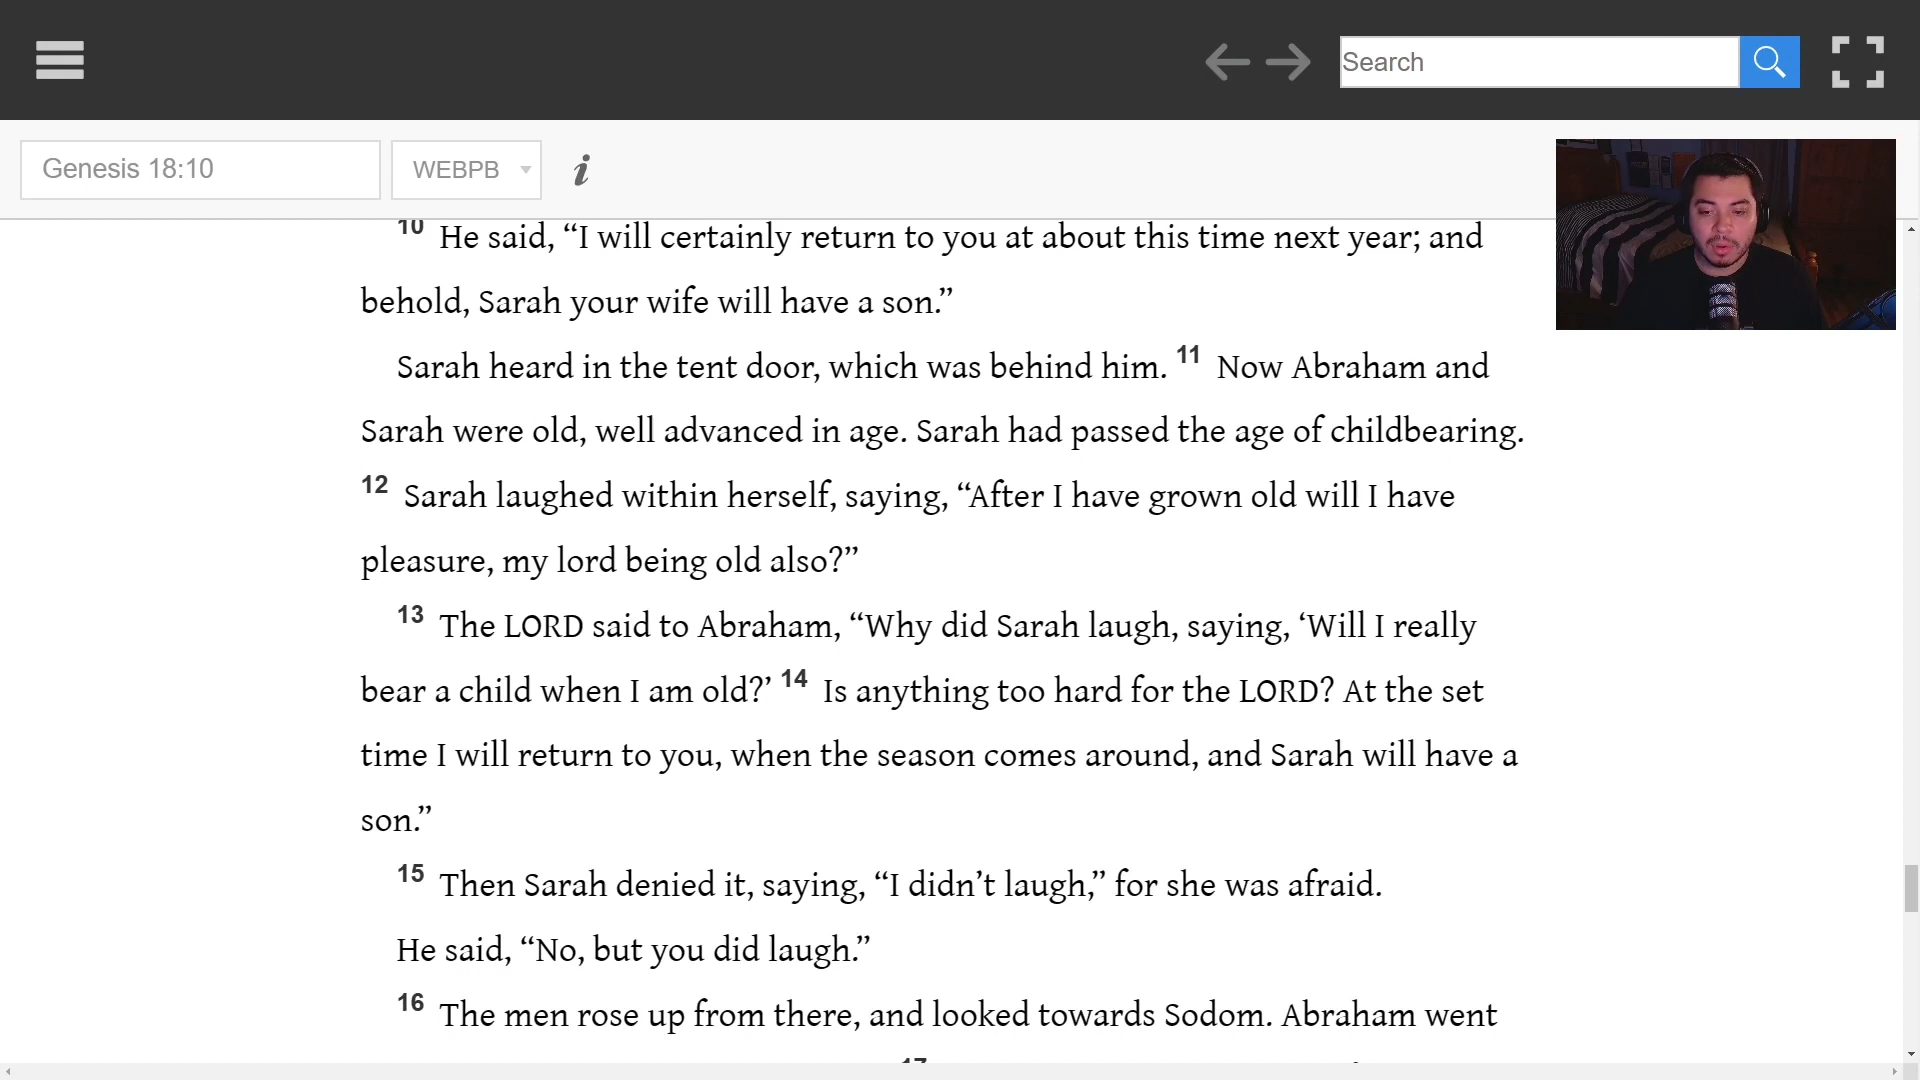 Search
Genesis 18:10
WEBPB
i
10 He said, “I will certainly return to you at about this time next year; and
behold, Sarah your wife will have a son.”
Sarah heard in the tent door, which was behind him. 11 Now Abraham and
Sarah were old, well advanced in age. Sarah had passed the age of childbearing.
12 Sarah laughed within herself, saying, “After I have grown old will I have
pleasure, my lord being old also?”
13 The LORD said to Abraham, “Why did Sarah laugh, saying, ‘Will I really
bear a child when I am old?’ 14 Is anything too hard for the LORD? At the set
time I will return to you, when the season comes around, and Sarah will have a
son.”
15 Then Sarah denied it, saying, “I didn’t laugh,” for she was afraid.
He said, “No, but you did laugh.”
16 The men rose up from there, and looked towards Sodom. Abraham went
17